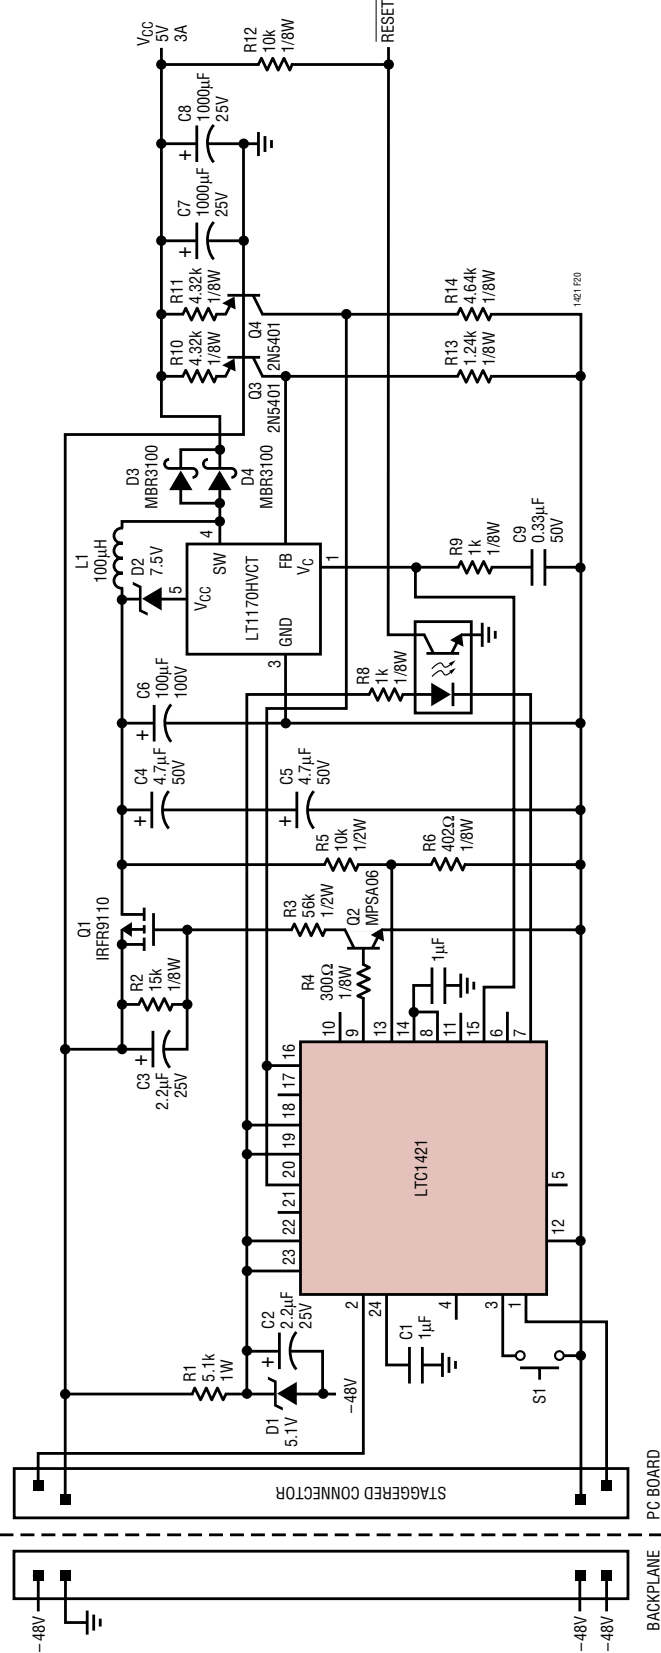 VCC
5V
3A
R12
10k
1/8W
RESET
C8
1000µF
25V
+
C7
1000µF
25V
+
R11
4.32k
1/8W
R10
4.32k
1/8W
Q4
2N5401
Q3
2N5401
R14
4.64k
1/8W
R13
1.24k
1/8W
1421 F20
D3
MBR3100
D4
MBR3100
L1
100µH
D2
7.5V
4
5
SW
VCC
LT1170HVCT
FB
VC
GND
1
3
R9
1k
1/8W
C9
0.33µF
50V
C6
100µF
100V
+
R8
1k
1/8W
C4
4.7µF
50V
+
C5
4.7µF
50V
+
R5
10k
1/2W
R6
402Ω
1/8W
Q1
IRFR9110
R3
56k
1/2W
Q2
MPSA06
R4
300Ω
1/8W
1µF
R2
15k
1/8W
C3
2.2µF
25V
+
10
9
13
14
8
11
15
6
7
16
17
18
19
20
21
22
23
LTC1421
5
12
2
24
4
3
1
C2
2.2µF
25V
+
C1
1µF
R1
5.1k
1W
D1
5.1V
–48V
S1
STAGGERED CONNECTOR
PC BOARD
BACKPLANE
–48V
–48V
–48V